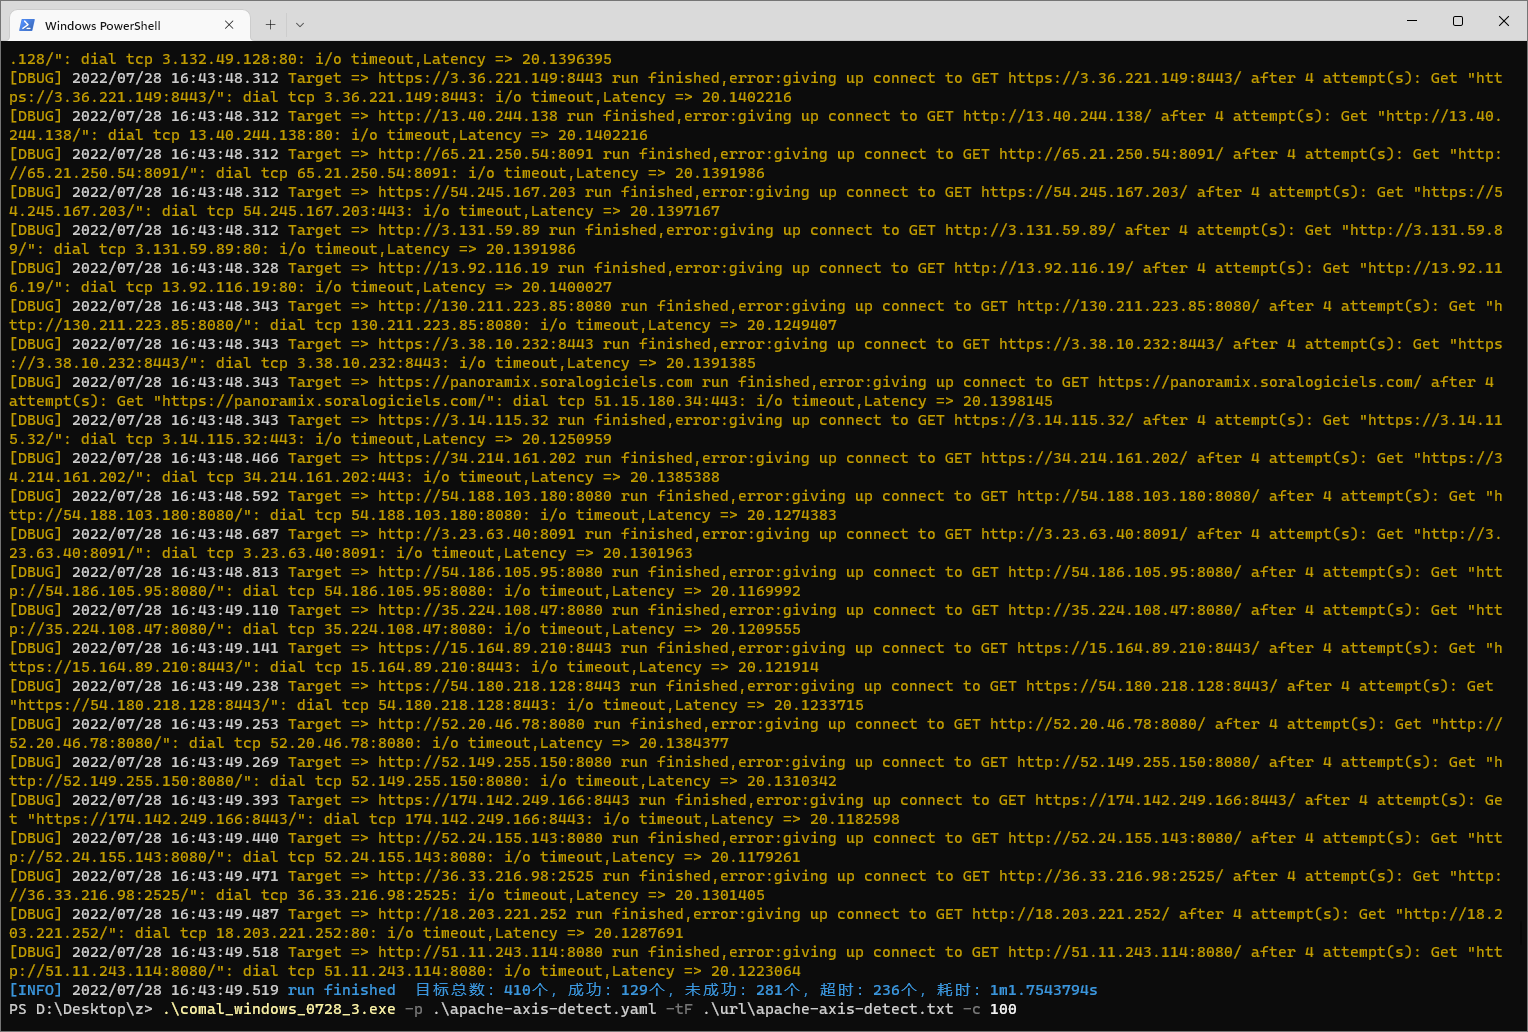 Windows PowerShell
.128/": dial tcp 3.132.49.128:80: i/o timeout,Latency => 20.1396395
[DBUG] 2022/07/28 16:43:48.312 Target => https://3.36.221.149:8443 run finished,error:giving up connect to GET https://3.36.221.149:8443/ after 4 attempt(s): Get "htt
ps://3.36.221.149:8443/": dial tcp 3.36.221.149:8443: i/o timeout,Latency => 20.1402216
[DBUG] 2022/07/28 16:43:48.312 Target => http://13.40.244.138 run finished,error:giving up connect to GET http://13.40.244.138/ after 4 attempt(s): Get "http://13.40.
244.138/": dial tcp 13.40.244.138:80: i/o timeout,Latency => 20.1402216
[DBUG] 2022/07/28 16:43:48.312 Target => http://65.21.250.54:8091 run finished,error:giving up connect to GET http://65.21.250.54:8091/ after 4 attempt(s): Get "http:
//65.21.250.54:8091/": dial tcp 65.21.250.54:8091: i/o timeout,Latency => 20.1391986
[DBUG] 2022/07/28 16:43:48.312 Target => https://54.245.167.203 run finished,error:giving up connect to GET https://54.245.167.203/ after 4 attempt(s): Get "https://5
4.245.167.203/": dial tcp 54.245.167.203:443: i/o timeout,Latency => 20.1397167
[DBUG] 2022/07/28 16:43:48.312 Target => http://3.131.59.89 run finished,error:giving up connect to GET http://3.131.59.89/ after 4 attempt(s): Get "http://3.131.59.8
9/": dial tcp 3.131.59.89:80: i/o timeout,Latency => 20.1391986
[DBUG] 2022/07/28 16:43:48.328 Target => http://13.92.116.19 run finished,error:giving up connect to GET http://13.92.116.19/ after 4 attempt(s): Get "http://13.92.11
6.19/": dial tcp 13.92.116.19:80: i/o timeout,Latency => 20.1400027
[DBUG] 2022/07/28 16:43:48.343 Target => http://130.211.223.85:8080 run finished,error:giving up connect to GET http://130.211.223.85:8080/ after 4 attempt(s): Get "h
ttp://130.211.223.85:8080/": dial tcp 130.211.223.85:8080: i/o timeout,Latency => 20.1249407
[DBUG] 2022/07/28 16:43:48.343 Target => https://3.38.10.232:8443 run finished,error:giving up connect to GET https://3.38.10.232:8443/ after 4 attempt(s): Get "https
://3.38.10.232:8443/": dial tcp 3.38.10.232:8443: i/o timeout,Latency => 20.1391385
[DBUG] 2022/07/28 16:43:48.343 Target => https://panoramix.soralogiciels.com run finished,error:giving up connect to GET https://panoramix.soralogiciels.com/ after 4
attempt(s): Get "https://panoramix.soralogiciels.com/": dial tcp 51.15.180.34:443: i/o timeout,Latency => 20.1398145
[DBUG] 2022/07/28 16:43:48.343 Target => https://3.14.115.32 run finished,error:giving up connect to GET https://3.14.115.32/ after 4 attempt(s): Get "https://3.14.11
5.32/": dial tcp 3.14.115.32:443: i/o timeout,Latency => 20.1250959
[DBUG] 2022/07/28 16:43:48.466 Target => https://34.214.161.202 run finished,error:giving up connect to GET https://34.214.161.202/ after 4 attempt(s): Get "https://3
4.214.161.202/": dial tcp 34.214.161.202:443: i/o timeout,Latency => 20.1385388
[DBUG] 2022/07/28 16:43:48.592 Target => http://54.188.103.180:8080 run finished,error:giving up connect to GET http://54.188.103.180:8080/ after 4 attempt(s): Get "h
ttp://54.188.103.180:8080/": dial tcp 54.188.103.180:8080: i/o timeout,Latency => 20.1274383
[DBUG] 2022/07/28 16:43:48.687 Target => http://3.23.63.40:8091 run finished,error:giving up connect to GET http://3.23.63.40:8091/ after 4 attempt(s): Get "http://3.
23.63.40:8091/": dial tcp 3.23.63.40:8091: i/o timeout,Latency => 20.1301963
[DBUG] 2022/07/28 16:43:48.813 Target => http://54.186.105.95:8080 run finished,error:giving up connect to GET http://54.186.105.95:8080/ after 4 attempt(s): Get "htt
p://54.186.105.95:8080/": dial tcp 54.186.105.95:8080: i/o timeout,Latency => 20.1169992
[DBUG] 2022/07/28 16:43:49.110 Target => http://35.224.108.47:8080 run finished,error:giving up connect to GET http://35.224.108.47:8080/ after 4 attempt(s): Get "htt
p://35.224.108.47:8080/": dial tcp 35.224.108.47:8080: i/o timeout,Latency => 20.1209555
[DBUG] 2022/07/28 16:43:49.141 Target => https://15.164.89.210:8443 run finished,error:giving up connect to GET https://15.164.89.210:8443/ after 4 attempt(s): Get "h
ttps://15.164.89.210:8443/": dial tcp 15.164.89.210:8443: i/o timeout,Latency => 20.121914
[DBUG] 2022/07/28 16:43:49.238 Target => https://54.180.218.128:8443 run finished,error:giving up connect to GET https://54.180.218.128:8443/ after 4 attempt(s): Get
"https://54.180.218.128:8443/": dial tcp 54.180.218.128:8443: i/o timeout,Latency => 20.1233715
[DBUG] 2022/07/28 16:43:49.253 Target => http://52.20.46.78:8080 run finished,error:giving up connect to GET http://52.20.46.78:8080/ after 4 attempt(s): Get "http://
52.20.46.78:8080/": dial tcp 52.20.46.78:8080: i/o timeout,Latency => 20.1384377
[DBUG] 2022/07/28 16:43:49.269 Target => http://52.149.255.150:8080 run finished,error:giving up connect to GET http://52.149.255.150:8080/ after 4 attempt(s): Get "h
ttp://52.149.255.150:8080/": dial tcp 52.149.255.150:8080: i/o timeout,Latency => 20.1310342
[DBUG] 2022/07/28 16:43:49.393 Target => https://174.142.249.166:8443 run finished,error:giving up connect to GET https://174.142.249.166:8443/ after 4 attempt(s): Ge
t "https://174.142.249.166:8443/": dial tcp 174.142.249.166:8443: i/o timeout,Latency => 20.1182598
[DBUG] 2022/07/28 16:43:49.440 Target => http://52.24.155.143:8080 run finished,error:giving up connect to GET http://52.24.155.143:8080/ after 4 attempt(s): Get "htt
p://52.24.155.143:8080/": dial tcp 52.24.155.143:8080: i/o timeout,Latency => 20.1179261
[DBUG] 2022/07/28 16:43:49.471 Target => http://36.33.216.98:2525 run finished,error:giving up connect to GET http://36.33.216.98:2525/ after 4 attempt(s): Get "http:
//36.33.216.98:2525/": dial tcp 36.33.216.98:2525: i/o timeout,Latency => 20.1301405
[DBUG] 2022/07/28 16:43:49.487 Target => http://18.203.221.252 run finished,error:giving up connect to GET http://18.203.221.252/ after 4 attempt(s): Get "http://18.2
03.221.252/": dial tcp 18.203.221.252:80: i/o timeout,Latency => 20.1287691
[DBUG] 2022/07/28 16:43:49.518 Target => http://51.11.243.114:8080 run finished,error:giving up connect to GET http://51.11.243.114:8080/ after 4 attempt(s): Get "htt
p://51.11.243.114:8080/": dial tcp 51.11.243.114:8080: i/o timeout,Latency => 20.1223064
[INFO] 2022/07/28 16:43:49.519 run finished  目标总数: 410个, 成功: 129个, 未成功: 281个, 超时: 236个, 耗时: 1m1.7543794s
PS D:\Desktop\z> .\comal_windows_0728_3.exe -p .\apache-axis-detect.yaml -tF .\url\apache-axis-detect.txt -c 100